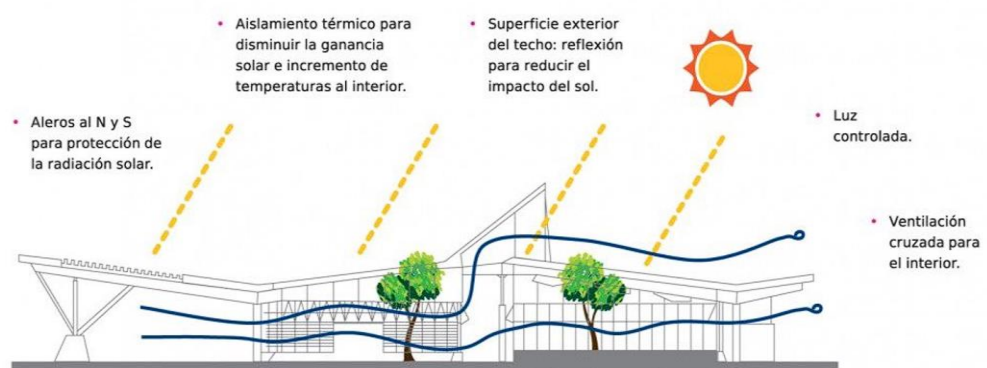 • Aislamiento térmico para
disminuir la ganancia
solar e incremento de
temperaturas al interior.
• Superficie exterior
del techo: reflexión
para reducir el
impacto del sol.
• Aleros al N y S
para protección de
la radiación solar.
• Luz
controlada.
• Ventilación
cruzada para
el interior.